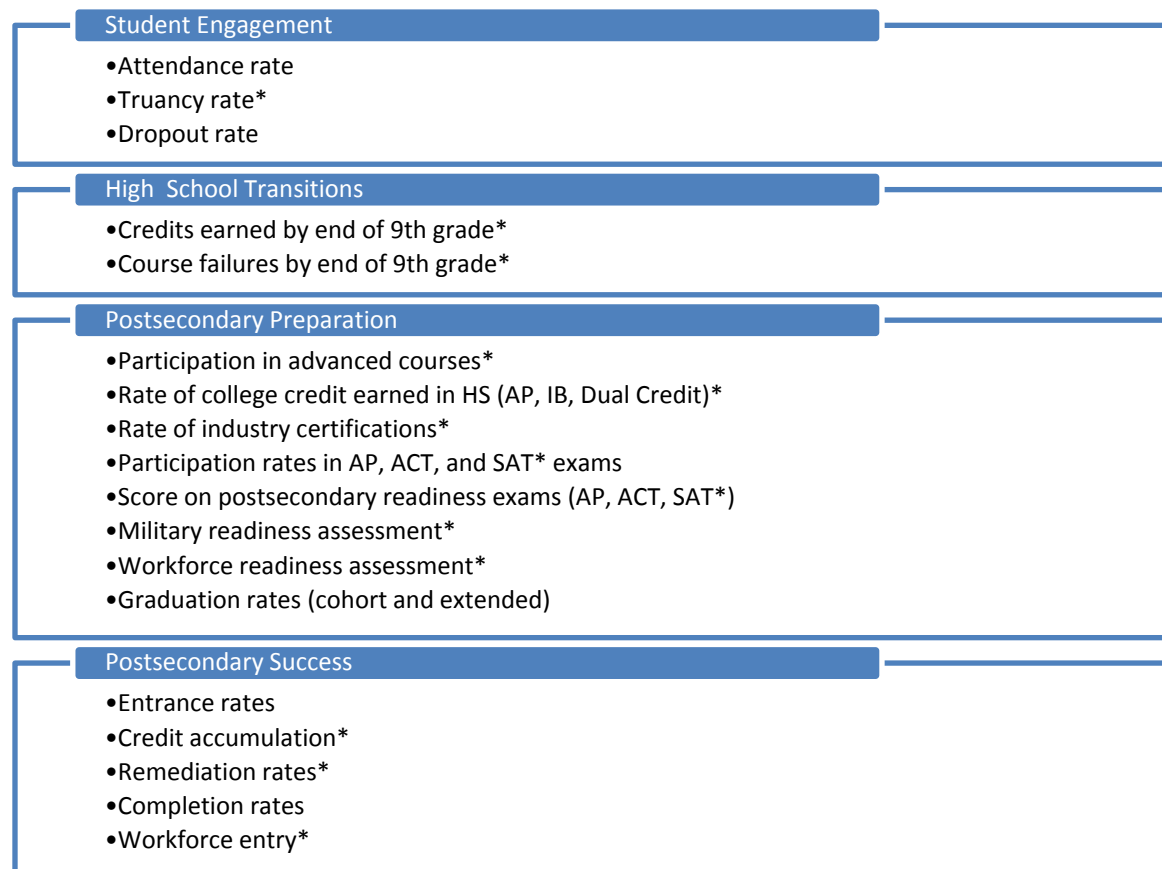 Student Engagement
•Attendance rate
•Truancy rate*
•Dropout rate
High  School Transitions
•Credits earned by end of 9th grade*
•Course failures by end of 9th grade*
Postsecondary Preparation
•Participation in advanced courses*
•Rate of college credit earned in HS (AP, IB, Dual Credit)*
•Rate of industry certifications*
•Participation rates in AP, ACT, and SAT* exams
•Score on postsecondary readiness exams (AP, ACT, SAT*)
•Military readiness assessment*
•Workforce readiness assessment*
•Graduation rates (cohort and extended)
Postsecondary Success
•Entrance rates
•Credit accumulation*
•Remediation rates*
•Completion rates
•Workforce entry*